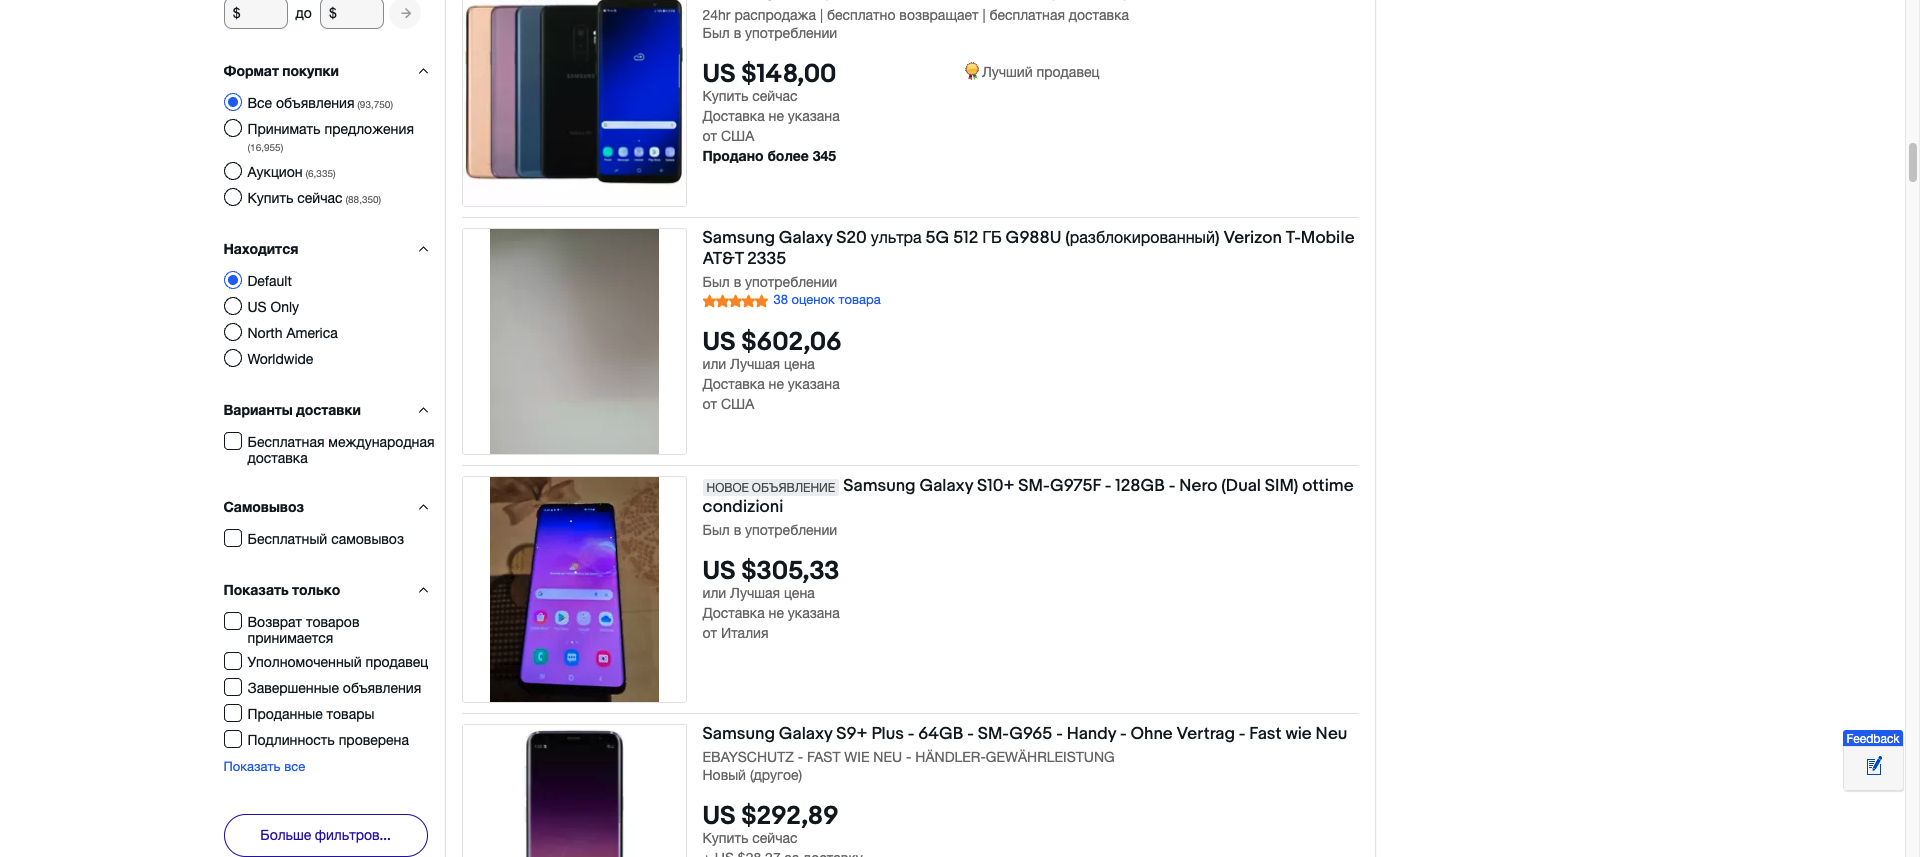 $ до $
Формат покупки
Все объявления (93,750)
Принимать предложения
(16,955)
Аукцион (6,335)
Купить сейчас (88,350)
Находится
Default
US Only
North America
Worldwide
Варианты доставки
Бесплатная международная
доставка
Самовывоз
Бесплатный самовывоз
Показать только
Возврат товаров
принимается
Уполномоченный продавец
Завершенные объявления
Проданные товары
Подлинность проверена
Показать все
Больше фильтров...
24hr распродажа | бесплатно возвращает | бесплатная доставка
Был в употреблении
US $148,00
Лучший продавец
Купить сейчас
Доставка не указана
от США
Продано более 345
SAMSUNG
Samsung Galaxy S20 ультра 5G 512 ГБ G988U (разблокированный) Verizon T-Mobile
AT&T 2335
Был в употреблении
38 оценок товара
US $602,06
или Лучшая цена
Доставка не указана
от США
НОВОЕ ОБЪЯВЛЕНИЕ Samsung Galaxy S10+ SM-G975F - 128GB - Nero (Dual SIM) ottime
condizioni
Был в употреблении
US $305,33
или Лучшая цена
Доставка не указана
от Италия
Samsung Galaxy S9+ Plus - 64GB - SM-G965 - Handy - Ohne Vertrag - Fast wie Neu
EBAYSCHUTZ - FAST WIE NEU - HÄNDLER-GEWÄHRLEISTUNG
Новый (другое)
US $292,89
Купить сейчас
Feedback